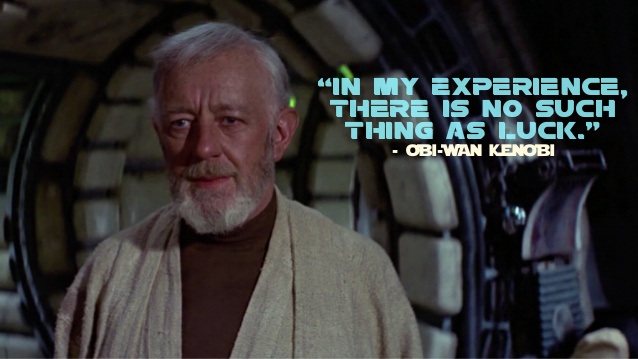 “IN MY EXPERIENCE,
THERE IS NO SUCH
THING AS LUCK.”
- OBI-WAN KENOBI